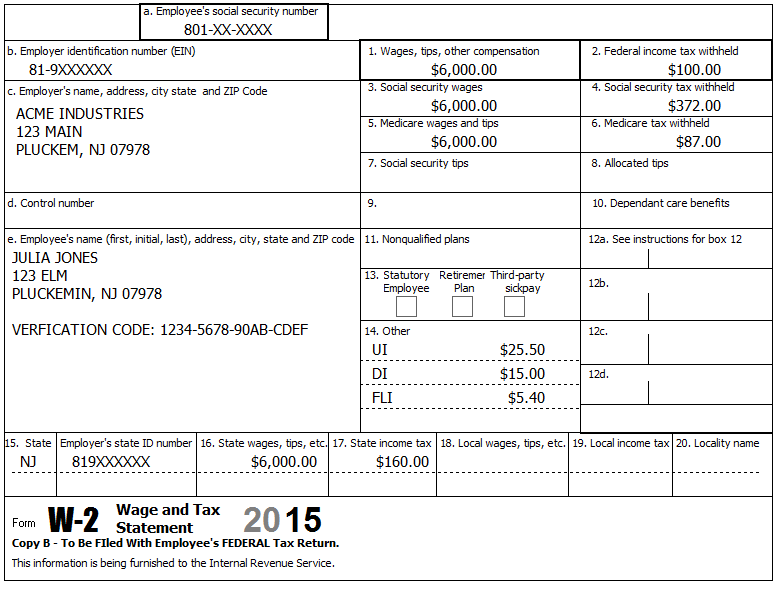 a. Employee's social security number
801-XX-XXXX
b. Employer identification number (EIN)
81-9XXXXXX
1. Wages, tips, other compensation
$6,000.00
2. Federal income tax withheld
$100.00
c. Employer's name, address, city state and ZIP Code
ACME INDUSTRIES
123 MAIN
PLUCKEM, NJ 07978
3. Social security wages
$6,000.00
4. Social security tax withheld
$372.00
5. Medicare wages and tips
$6,000.00
6. Medicare tax withheld
$87.00
7. Social security tips
8. Allocated tips
d. Control number
9.
10. Dependant care benefits
e. Employee's name (first, initial, last), address, city, state and ZIP code
JULIA JONES
123 ELM
PLUCKEMIN, NJ 07978
VERFICATION CODE: 1234-5678-90AB-CDEF
11. Nonqualified plans
12a. See instructions for box 12
13. Statutory Employee
Retiremer Plan
Third-party sickpay
12b.
14. Other
UI $25.50
DI $15.00
FLI $5.40
12c.
12d.
15. State
NJ
Employer's state ID number
819XXXXXX
16. State wages, tips, etc.
$6,000.00
17. State income tax
$160.00
18. Local wages, tips, etc.
19. Local income tax
20. Locality name
Form W-2 Wage and Tax Statement 2015
Copy B - To Be FIled With Employee's FEDERAL Tax Return.
This information is being furnished to the Internal Revenue Service.